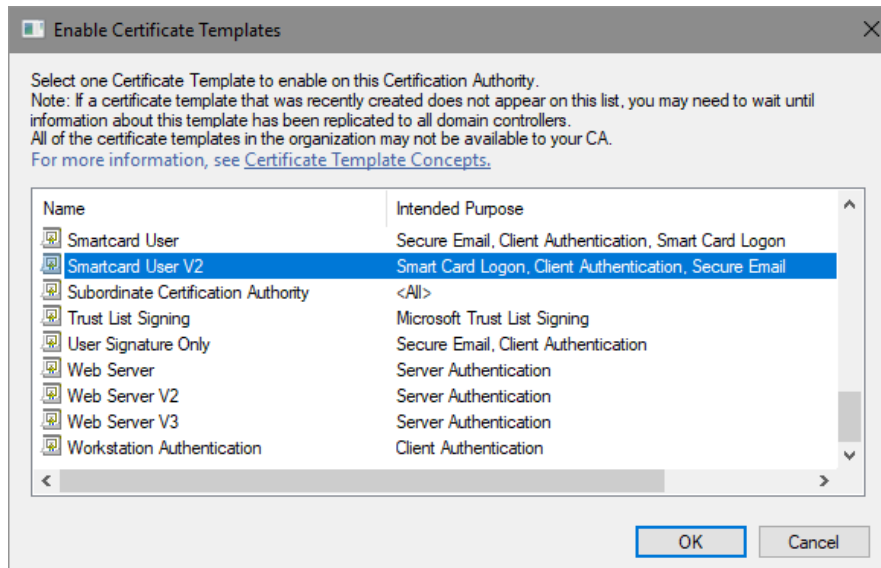 Enable Certificate Templates
Select one Certificate Template to enable on this Certification Authority.
Note: If a certificate template that was recently created does not appear on this list, you may need to wait until
information about this template has been replicated to all domain controllers.
All of the certificate templates in the organization may not be available to your CA.
For more information, see Certificate Template Concepts.
Name Intended Purpose
Smartcard User Secure Email, Client Authentication, Smart Card Logon
Smartcard User V2 Smart Card Logon, Client Authentication, Secure Email
Subordinate Certification Authority <All>
Trust List Signing Microsoft Trust List Signing
User Signature Only Secure Email, Client Authentication
Web Server Server Authentication
Web Server V2 Server Authentication
Web Server V3 Server Authentication
Workstation Authentication Client Authentication
OK Cancel